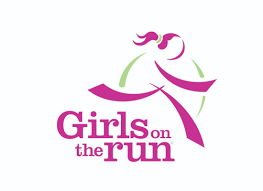 Girls on
the run